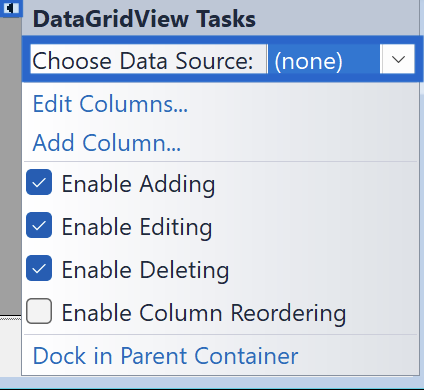 DataGridView Tasks
Choose Data Source: (none)
Edit Columns...
Add Column...
Enable Adding
Enable Editing
Enable Deleting
Enable Column Reordering
Dock in Parent Container